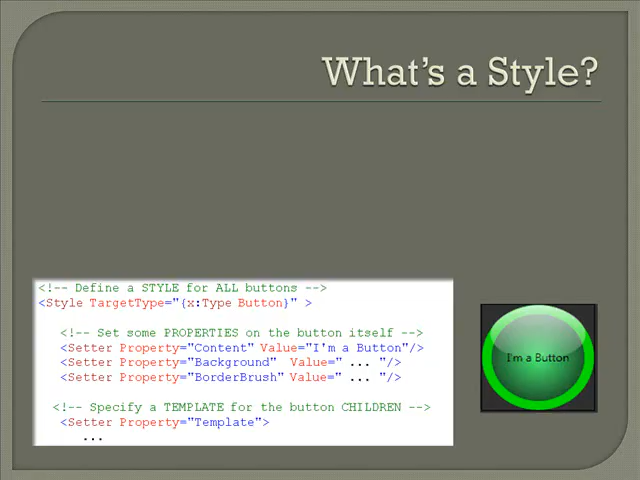 What's a Style?
<!-- Define a STYLE for ALL buttons -->
<Style TargetType="{x:Type Button}" >
<!-- Set some PROPERTIES on the button itself -->
<Setter Property="Content" Value="I'm a Button"/>
<Setter Property="Background" Value=" ... "/>
<Setter Property="BorderBrush" Value=" ... "/>
<!-- Specify a TEMPLATE for the button CHILDREN -->
<Setter Property="Template">
...
I'm a Button